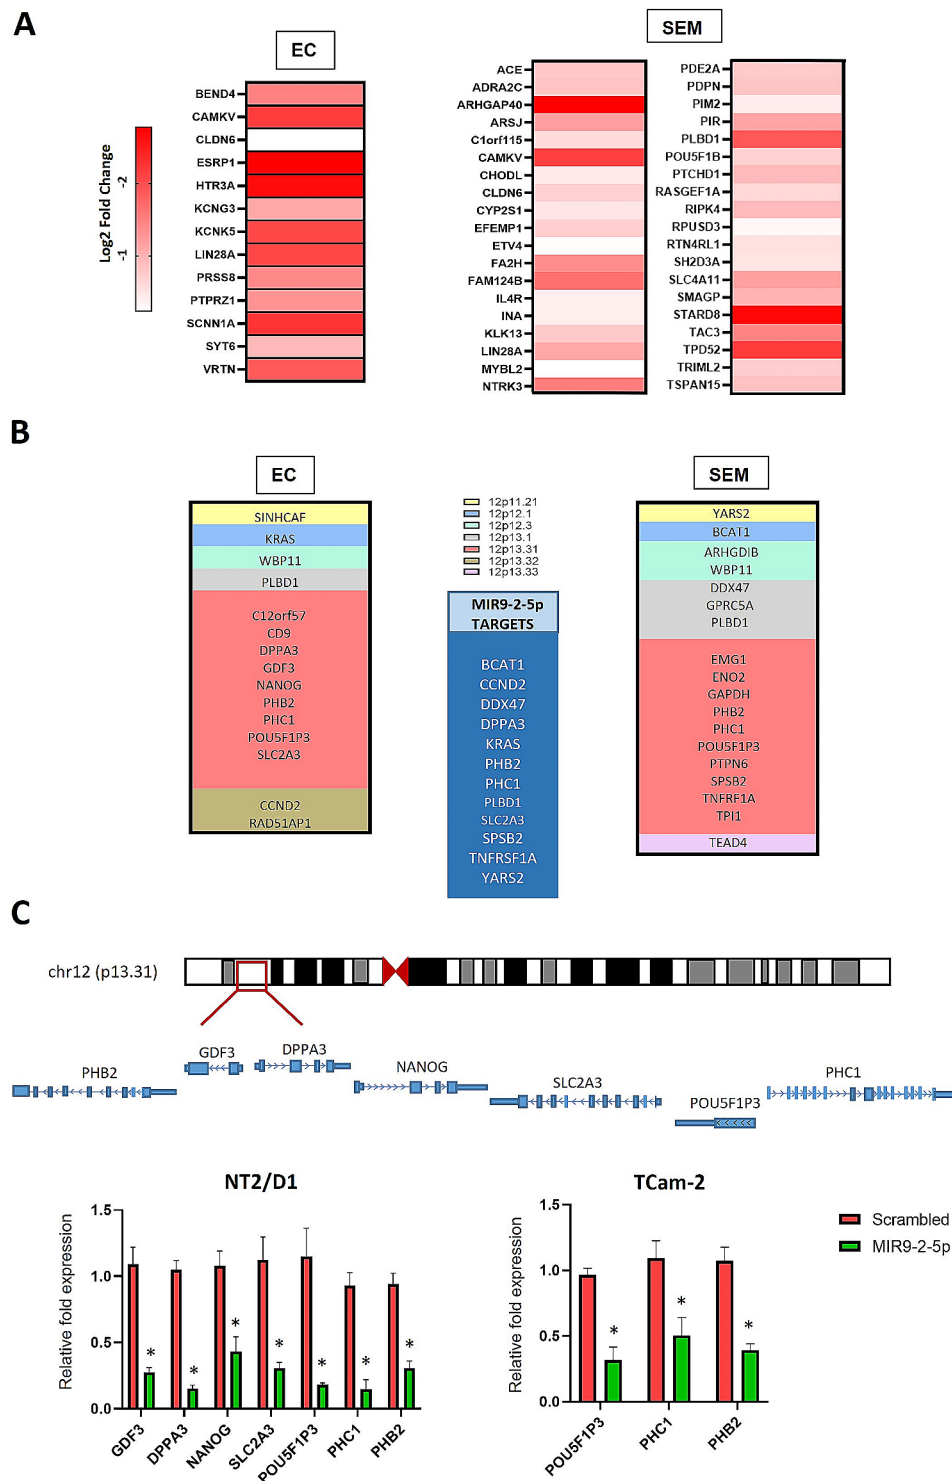 A
EC
SEM
Log2 Fold Change
-2
-1
BEND4
CAMKV
CLDN6
ESRP1
HTR3A
KCNG3
KCNK5
LIN28A
PRSS8
PTPRZ1
SCNN1A
SYT6
VRTN
ACE
ADRA2C
ARHGAP40
ARSJ
C1orf115
CAMKV
CHODL
CLDN6
CYP2S1
EFEMP1
ETV4
FA2H
FAM124B
IL4R
INA
KLK13
LIN28A
MYBL2
NTRK3
PDE2A
PDPN
PIM2
PIR
PLBD1
POU5F1B
PTCHD1
RASGEF1A
RIPK4
RPUSD3
RTN4RL1
SH2D3A
SLC4A11
SMAGP
STARD8
TAC3
TPD52
TRIML2
TSPAN15
B
EC
SINHCAF
KRAS
WBP11
PLBD1
C12orf57
CD9
DPPA3
GDF3
NANOG
PHB2
PHC1
POU5F1P3
SLC2A3
CCND2
RAD51AP1
12p11.21
12p12.1
12p12.3
12p13.1
12p13.31
12p13.32
12p13.33
MIR9-2-5p
TARGETS
BCAT1
CCND2
DDX47
DPPA3
KRAS
PHB2
PHC1
PLBD1
SLC2A3
SPSB2
TNFRSF1A
YARS2
SEM
YARS2
BCAT1
ARHGDIB
WBP11
DDX47
GPRC5A
PLBD1
EMG1
ENO2
GAPDH
PHB2
PHC1
POU5F1P3
PTPN6
SPSB2
TNFRF1A
TPI1
TEAD4
C
chr12 (p13.31)
PHB2
GDF3
DPPA3
NANOG
SLC2A3
POU5F1P3
PHC1
NT2/D1
Relative fold expression
1.5
1.0
0.5
0.0
* * * * * * *
GDF3
DPPA3
NANOG
SLC2A3
POU5F1P3
PHC1
PHB2
TCam-2
Relative fold expression
1.5
1.0
0.5
0.0
* * *
POU5F1P3
PHC1
PHB2
Scrambled
MIR9-2-5p